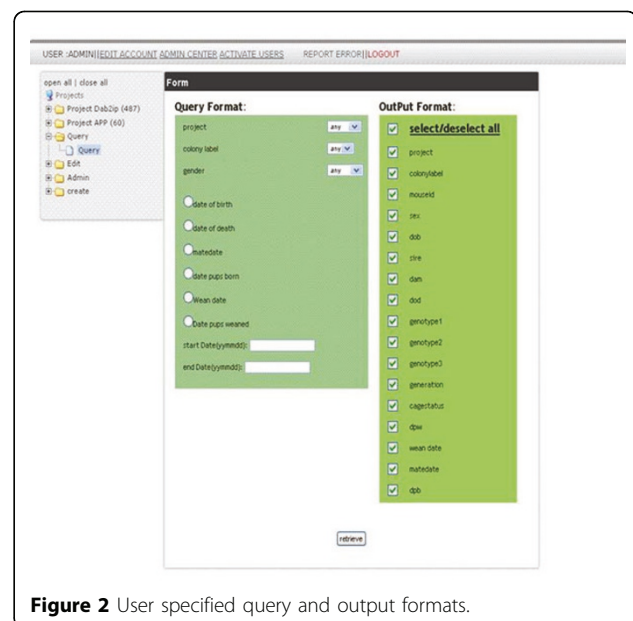 USER :ADMIN||EDIT ACCOUNT ADMIN CENTER ACTIVATE USERS REPORT ERROR||LOGOUT
open all | close all
Projects
Project Dab2ip (487)
Project APP (60)
Query
Query
Edit
Admin
create
Form
Query Format:
project any
colony label any
gender any
date of birth
date of death
matedate
date pups born
Wean date
Date pups weaned
start Date(yymmdd):
end Date(yymmdd):
OutPut Format:
select/deselect all
project
colonylabel
mouseid
sex
dob
sire
dam
dod
genotype1
genotype2
genotype3
generation
cagestatus
dpw
wean date
matedate
dpb
retrieve
Figure 2 User specified query and output formats.